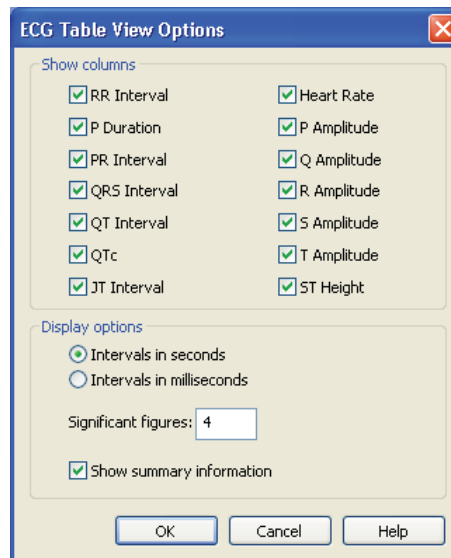 ECG Table View Options
Show columns
RR Interval Heart Rate
P Duration P Amplitude
PR Interval Q Amplitude
QRS Interval R Amplitude
QT Interval S Amplitude
QTc T Amplitude
JT Interval ST Height
Display options
Intervals in seconds
Intervals in milliseconds
Significant figures: 4
Show summary information
OK Cancel Help